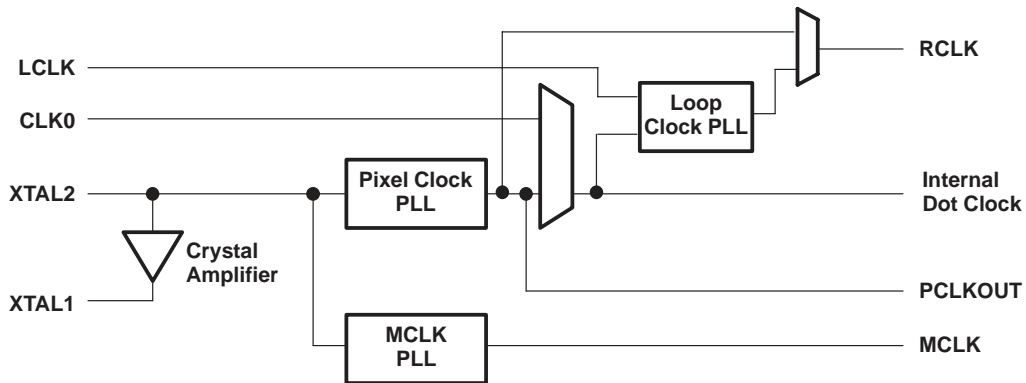 LCLK
CLK0
XTAL2
XTAL1
Crystal
Amplifier
Pixel Clock
PLL
MCLK
PLL
Loop
Clock PLL
RCLK
Internal
Dot Clock
PCLKOUT
MCLK